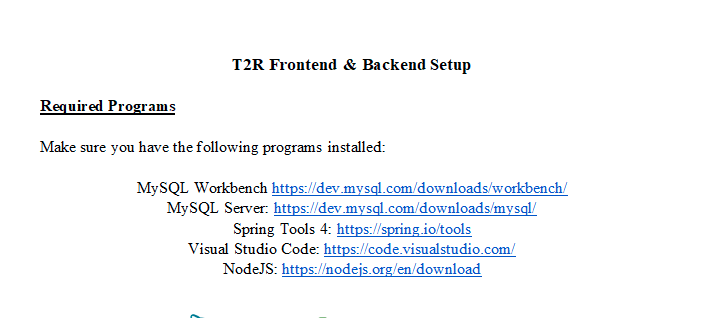 T2R Frontend & Backend Setup
Required Programs
Make sure you have the following programs installed:
MySQL Workbench https://dev.mysql.com/downloads/workbench/
MySQL Server: https://dev.mysql.com/downloads/mysql/
Spring Tools 4: https://spring.io/tools
Visual Studio Code: https://code.visualstudio.com/
NodeJS: https://nodejs.org/en/download